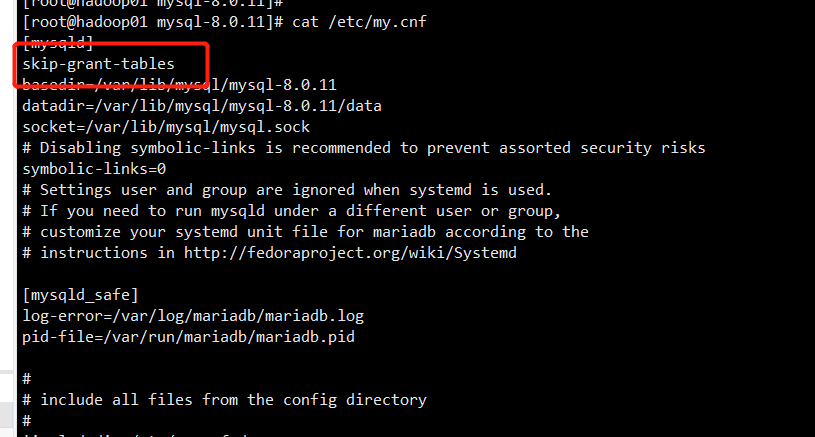 [root@hadoop01 mysql-8.0.11]#
[root@hadoop01 mysql-8.0.11]# cat /etc/my.cnf
[mysqld]
skip-grant-tables
basedir=/var/lib/mysql/mysql-8.0.11
datadir=/var/lib/mysql/mysql-8.0.11/data
socket=/var/lib/mysql/mysql.sock
# Disabling symbolic-links is recommended to prevent assorted security risks
symbolic-links=0
# Settings user and group are ignored when systemd is used.
# If you need to run mysqld under a different user or group,
# customize your systemd unit file for mariadb according to the
# instructions in http://fedoraproject.org/wiki/Systemd
[mysqld_safe]
log-error=/var/log/mariadb/mariadb.log
pid-file=/var/run/mariadb/mariadb.pid
#
# include all files from the config directory
#